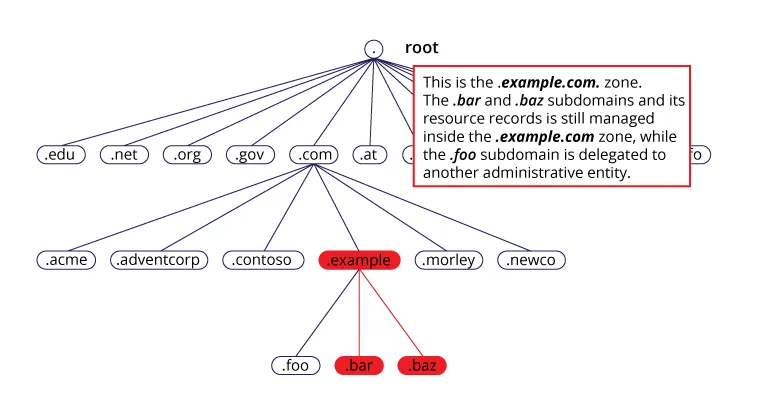 .
root
This is the .example.com. zone.
The .bar and .baz subdomains and its
resource records is still managed
inside the .example.com zone, while
the .foo subdomain is delegated to
another administrative entity.
.edu .net .org .gov .com .at
.acme .adventcorp .contoso .example .morley .newco
.foo .bar .baz